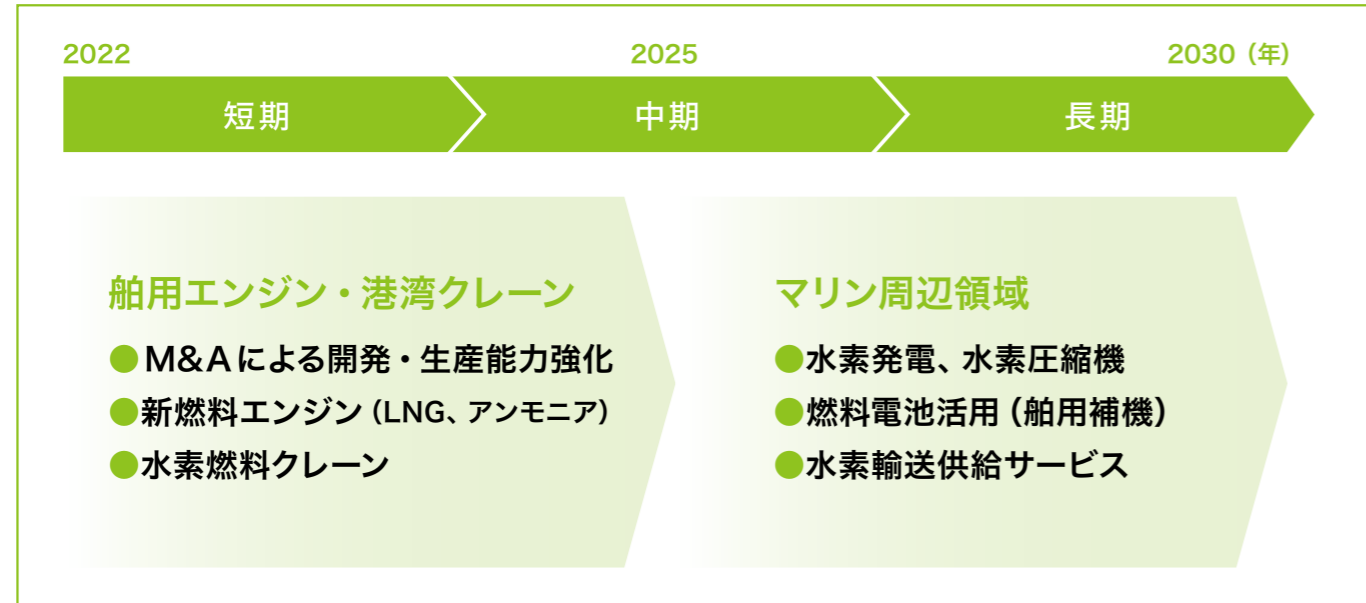 2022 2025 2030（年）
短期 中期 長期
舶用エンジン・港湾クレーン
●M&Aによる開発・生産能力強化
●新燃料エンジン（LNG、アンモニア）
●水素燃料クレーン
マリン周辺領域
●水素発電、水素圧縮機
●燃料電池活用（舶用補機）
●水素輸送供給サービス